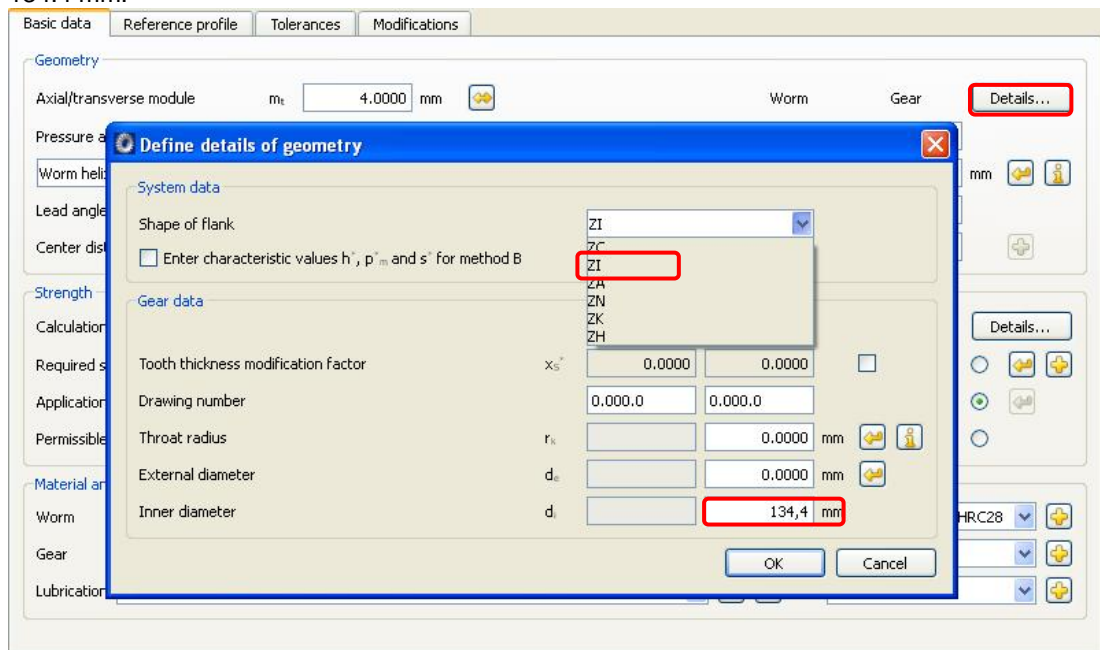 Basic data Reference profile Tolerances Modifications
Geometry
Axial/transverse module mt 4.0000 mm Worm Gear Details...
Pressure a
Define details of geometry
Worm heli mm
System data
Lead angle
Shape of flank ZI
Center dist
Enter characteristic values h*, p*m and s* for method B
ZC
ZI
ZA
ZN
ZK
ZH
Strength
Gear data
Calculation Details...
Required s
Tooth thickness modification factor xs* 0.0000 0.0000
Application
Drawing number 0.000.0 0.000.0
Permissible
Throat radius rk 0.0000 mm
External diameter de 0.0000 mm
Material an
Inner diameter di 134,4 mm
Worm HRC28
Gear
OK Cancel
Lubrication